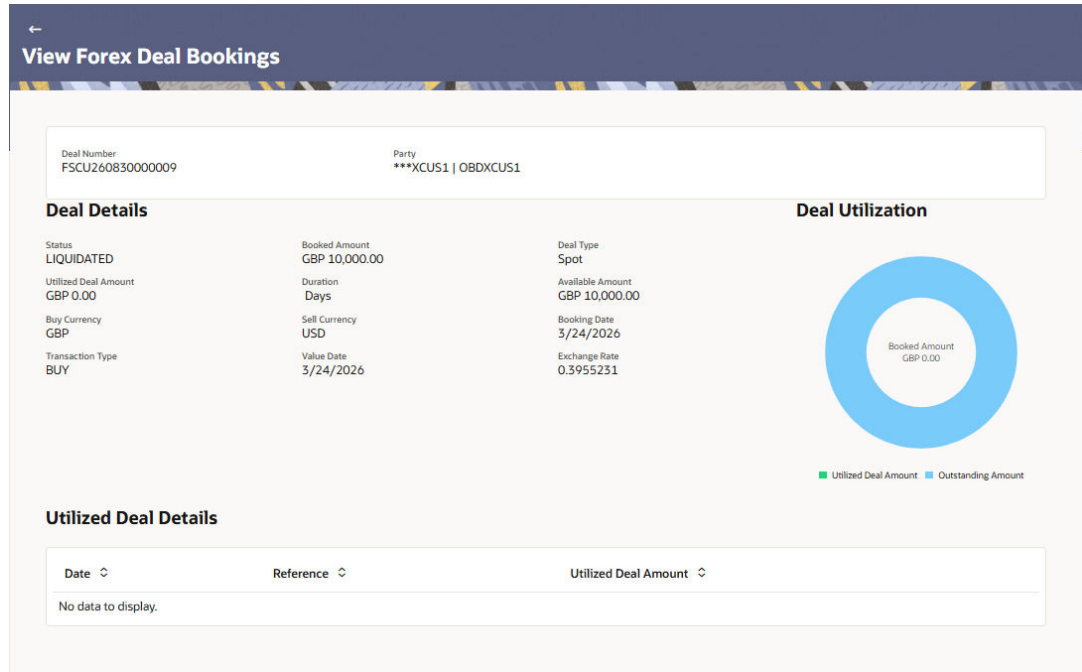 ←
View Forex Deal Bookings
Deal Number
FSCU260830000009
Party
***XCUS1 | OBDXCUS1
Deal Details
Status
LIQUIDATED
Booked Amount
GBP 10,000.00
Deal Type
Spot
Utilized Deal Amount
GBP 0.00
Duration
Days
Available Amount
GBP 10,000.00
Buy Currency
GBP
Sell Currency
USD
Booking Date
3/24/2026
Transaction Type
BUY
Value Date
3/24/2026
Exchange Rate
0.3955231
Deal Utilization
Booked Amount
GBP 0.00
Utilized Deal Amount Outstanding Amount
Utilized Deal Details
Date Reference Utilized Deal Amount
No data to display.